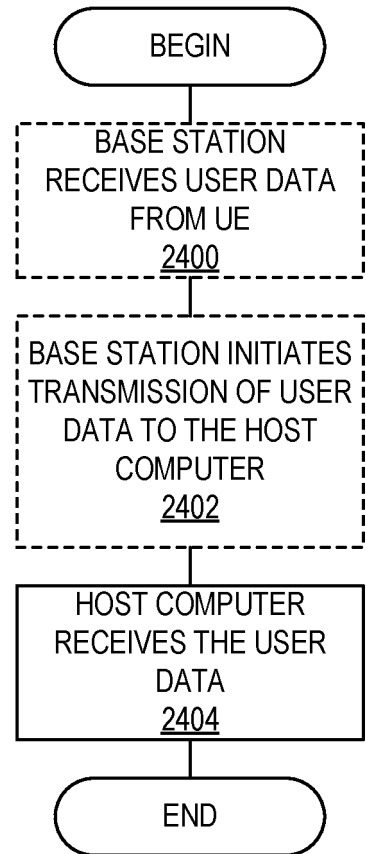 BEGIN
BASE STATION
RECEIVES USER DATA
FROM UE
2400
BASE STATION INITIATES
TRANSMISSION OF USER
DATA TO THE HOST
COMPUTER
2402
HOST COMPUTER
RECEIVES THE USER
DATA
2404
END